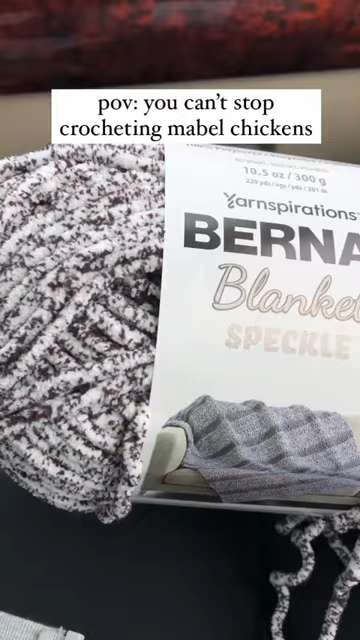 pov: you can't stop
crocheting mabel chickens
10.5 oz / 300 g
Yarnspirations
BERNA
Blanket
SPECKLE